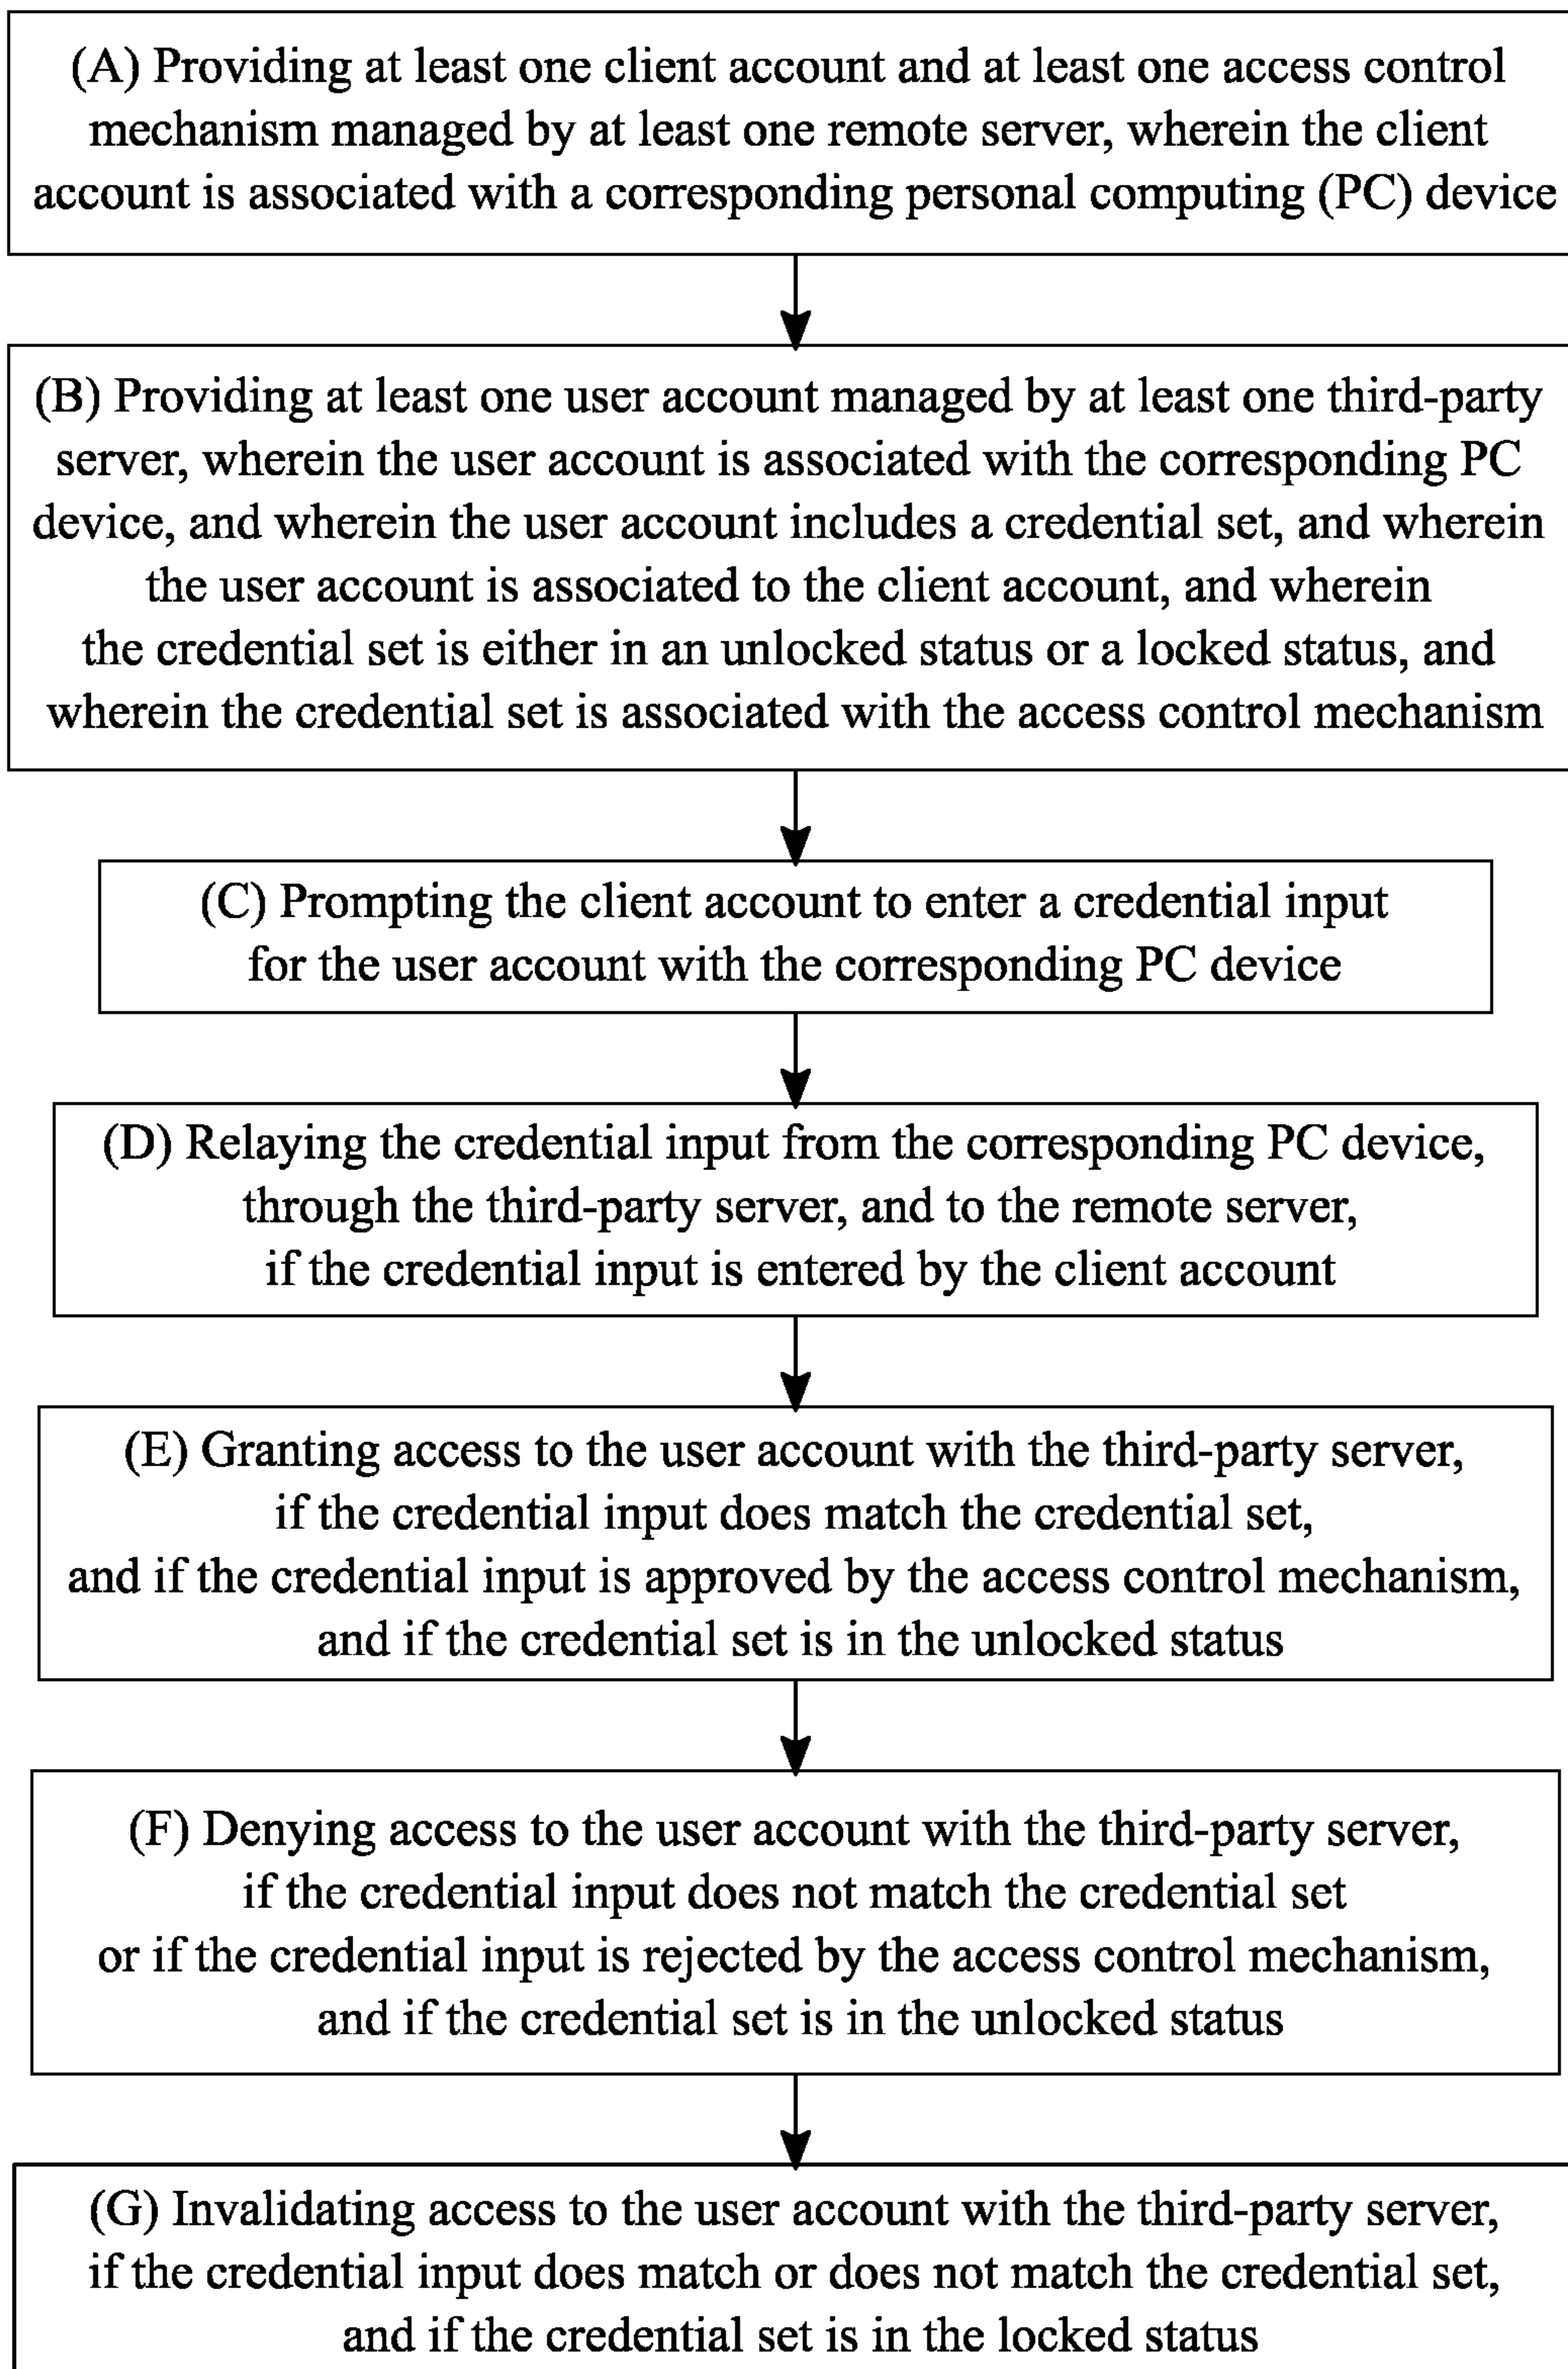 (A) Providing at least one client account and at least one access control
mechanism managed by at least one remote server, wherein the client
account is associated with a corresponding personal computing (PC) device
(B) Providing at least one user account managed by at least one third-party
server, wherein the user account is associated with the corresponding PC
device, and wherein the user account includes a credential set, and wherein
the user account is associated to the client account, and wherein
the credential set is either in an unlocked status or a locked status, and
wherein the credential set is associated with the access control mechanism
(C) Prompting the client account to enter a credential input
for the user account with the corresponding PC device
(D) Relaying the credential input from the corresponding PC device,
through the third-party server, and to the remote server,
if the credential input is entered by the client account
(E) Granting access to the user account with the third-party server,
if the credential input does match the credential set,
and if the credential input is approved by the access control mechanism,
and if the credential set is in the unlocked status
(F) Denying access to the user account with the third-party server,
if the credential input does not match the credential set
or if the credential input is rejected by the access control mechanism,
and if the credential set is in the unlocked status
(G) Invalidating access to the user account with the third-party server,
if the credential input does match or does not match the credential set,
and if the credential set is in the locked status